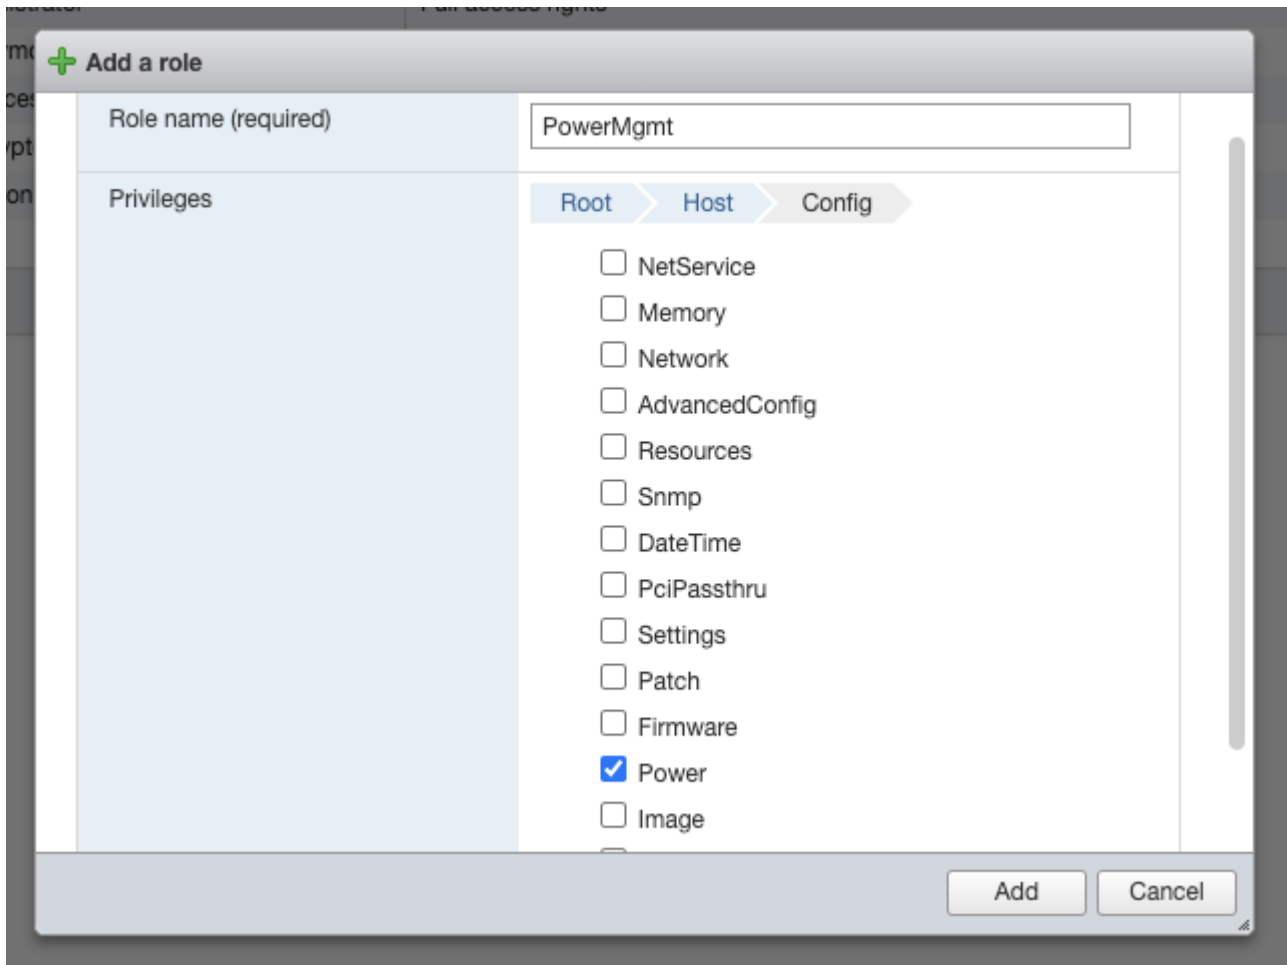 Add a role
Role name (required)
PowerMgmt
Privileges
Root Host Config
NetService
Memory
Network
AdvancedConfig
Resources
Snmp
DateTime
PciPassthru
Settings
Patch
Firmware
Power
Image
Add Cancel